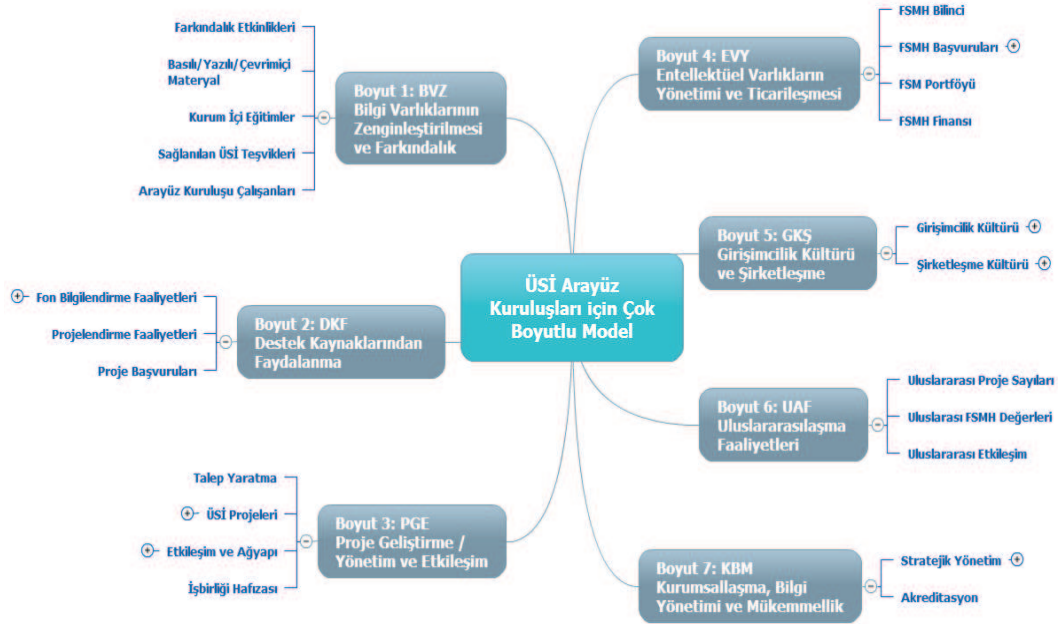 ÜSİ Arayüz
Kuruluşları için Çok
Boyutlu Model
Boyut 1: BVZ
Bilgi Varlıklarının
Zenginleştirilmesi
ve Farkındalık
Farkındalık Etkinlikleri
Basılı/Yazılı/Çevrimiçi
Materyal
Kurum İçi Eğitimler
Sağlanılan ÜSİ Teşvikleri
Arayüz Kuruluşu Çalışanları
Boyut 2: DKF
Destek Kaynaklarından
Faydalanma
Fon Bilgilendirme Faaliyetleri
Projelendirme Faaliyetleri
Proje Başvuruları
Boyut 3: PGE
Proje Geliştirme /
Yönetim ve Etkileşim
Talep Yaratma
ÜSİ Projeleri
Etkileşim ve Ağyapı
İşbirliği Hafızası
Boyut 4: EVY
Entellektüel Varlıkların
Yönetimi ve Ticarileşmesi
FSMH Bilinci
FSMH Başvuruları
FSM Portföyü
FSMH Finansı
Boyut 5: GKŞ
Girişimcilik Kültürü
ve Şirketleşme
Girişimcilik Kültürü
Şirketleşme Kültürü
Boyut 6: UAF
Uluslararasılaşma
Faaliyetleri
Uluslararası Proje Sayıları
Uluslarası FSMH Değerleri
Uluslararası Etkileşim
Boyut 7: KBM
Kurumsallaşma, Bilgi
Yönetimi ve Mükemmellik
Stratejik Yönetim
Akreditasyon